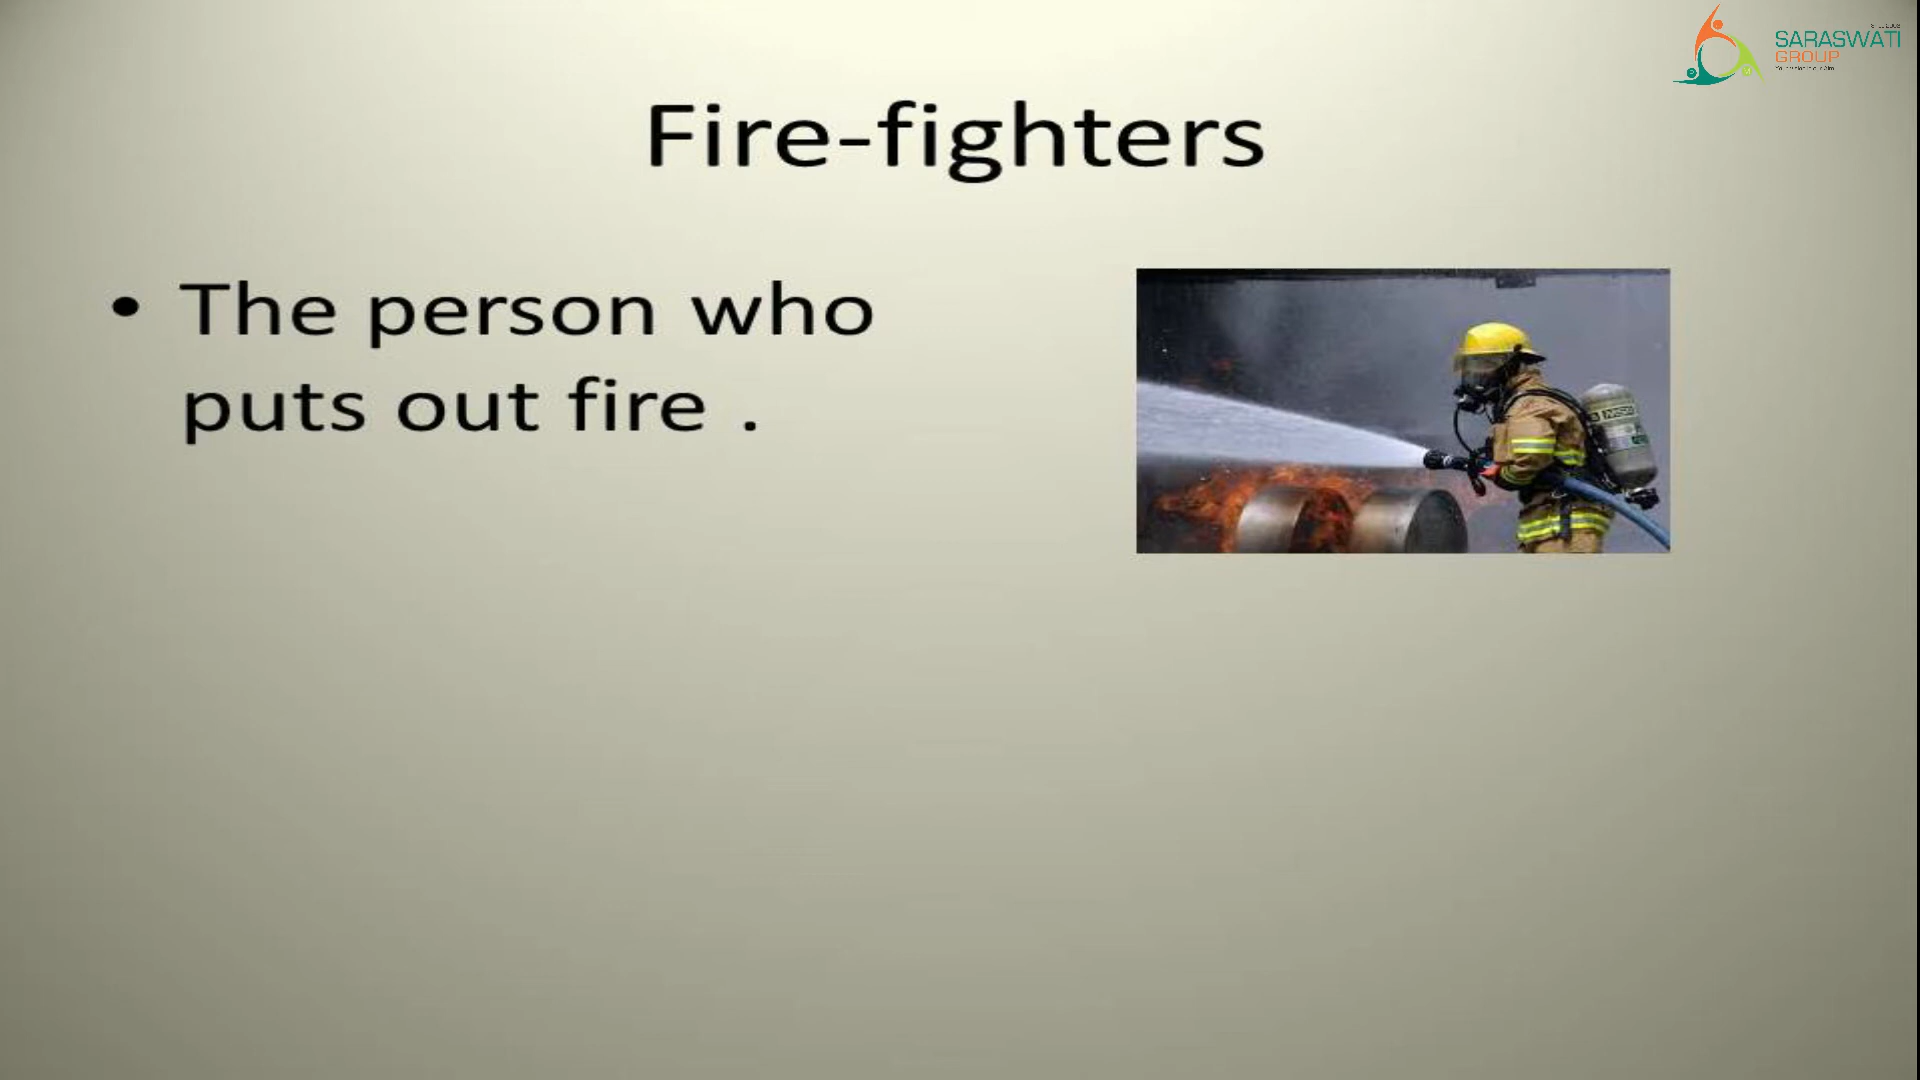 SARASWATI
GROUP
Fire-fighters
• The person who
puts out fire .